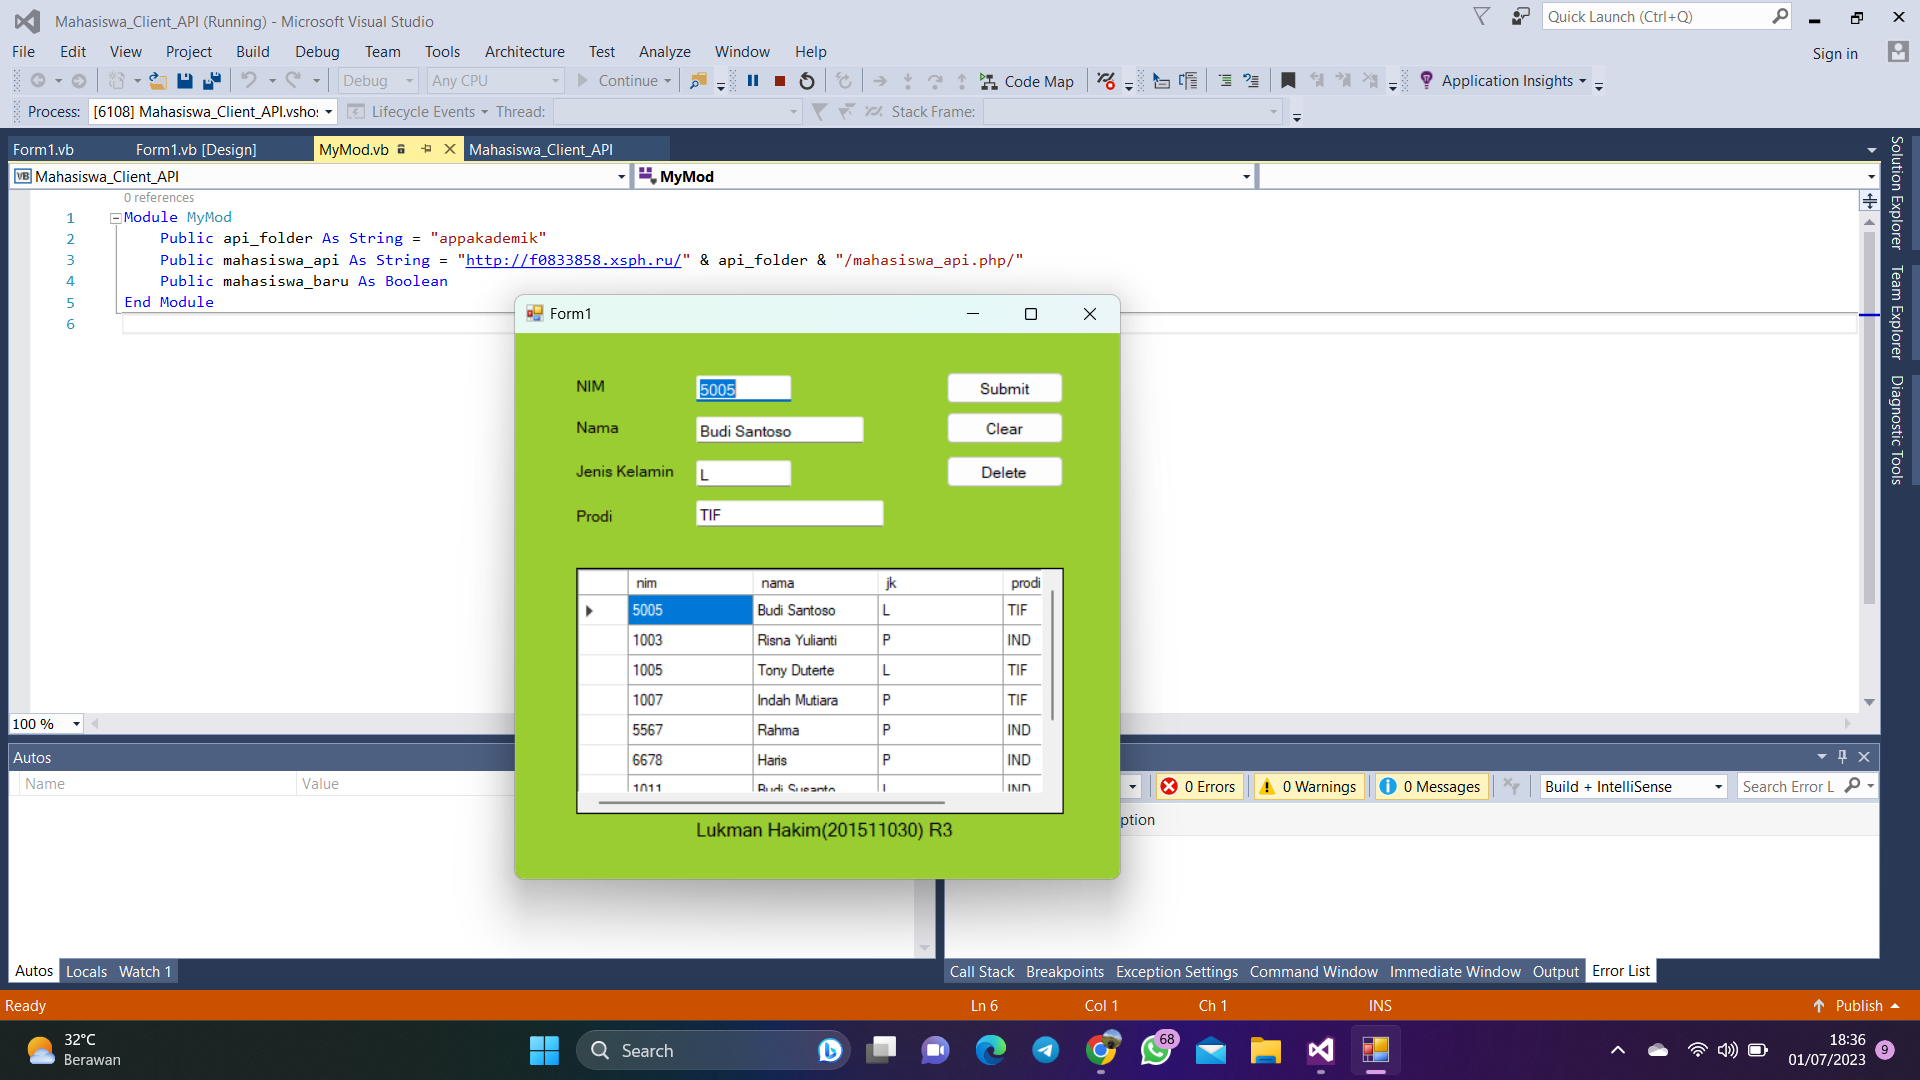 Mahasiswa_Client_API (Running) - Microsoft Visual Studio
Quick Launch (Ctrl+Q)
File Edit View Project Build Debug Team Tools Architecture Test Analyze Window Help
Sign in
Debug Any CPU Continue Code Map Application Insights
Process: [6108] Mahasiswa_Client_API.vshos Lifecycle Events Thread: Stack Frame:
Form1.vb Form1.vb [Design] MyMod.vb Mahasiswa_Client_API
VB Mahasiswa_Client_API MyMod
0 references
1 Module MyMod
2 Public api_folder As String = "appakademik"
3 Public mahasiswa_api As String = "http://f0833858.xsph.ru/" & api_folder & "/mahasiswa_api.php/"
4 Public mahasiswa_baru As Boolean
5 End Module
6
Solution Explorer
Team Explorer
Diagnostic Tools
Form1
NIM 5005 Submit
Nama Budi Santoso Clear
Jenis Kelamin L Delete
Prodi TIF
nim nama jk prodi
5005 Budi Santoso L TIF
1003 Risna Yulianti P IND
1005 Tony Duterte L TIF
1007 Indah Mutiara P TIF
5567 Rahma P IND
6678 Haris P IND
1011 Budi Susanto L IND
Lukman Hakim(201511030) R3
100 %
Autos
Name Value
0 Errors 0 Warnings 0 Messages Build + IntelliSense Search Error L
ption
Autos Locals Watch 1
Call Stack Breakpoints Exception Settings Command Window Immediate Window Output Error List
Ready Ln 6 Col 1 Ch 1 INS Publish
32°C
Berawan
Search
68
18:36
01/07/2023
9